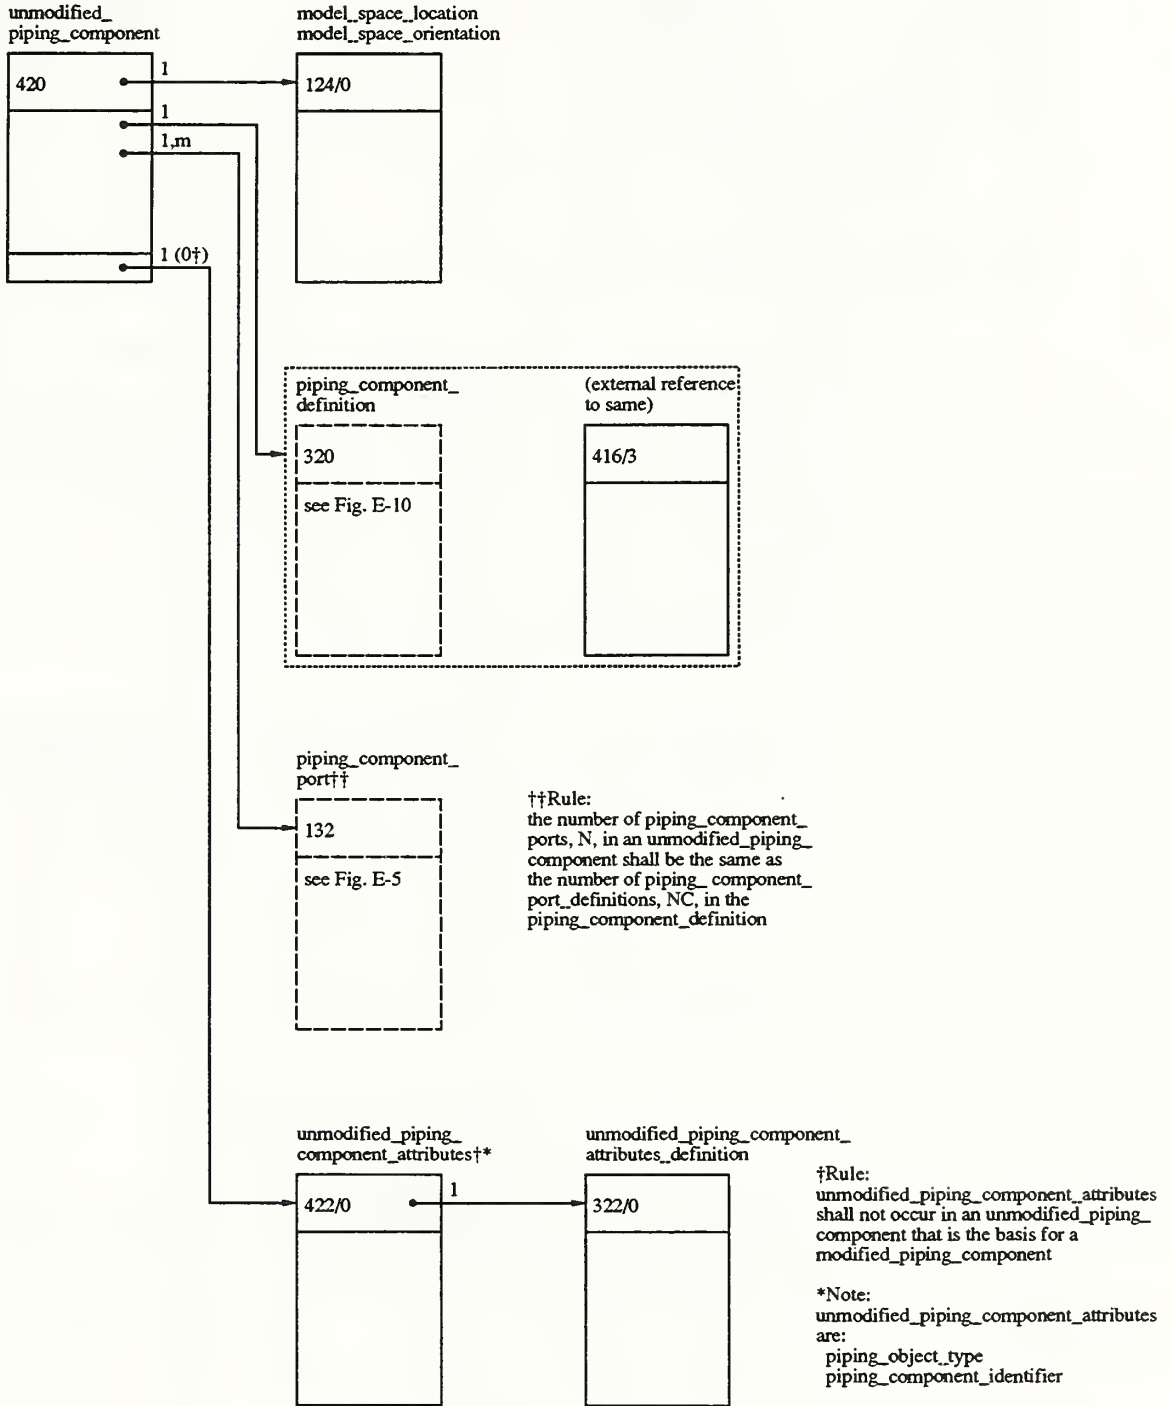 unmodified_
piping_component
model_space_location
model_space_orientation
420
1
124/0
1
1,m
1 (0†)
piping_component_
definition
(external reference
to same)
320
416/3
see Fig. E-10
piping_component_
port††
132
see Fig. E-5
††Rule:
the number of piping_component_
ports, N, in an unmodified_piping_
component shall be the same as
the number of piping_ component_
port_definitions, NC, in the
piping_component_definition
unmodified_piping_
component_attributes†*
unmodified_piping_component_
attributes_definition
422/0
1
322/0
†Rule:
unmodified_piping_component_attributes
shall not occur in an unmodified_piping_
component that is the basis for a
modified_piping_component
*Note:
unmodified_piping_component_attributes
are:
piping_object_type
piping_component_identifier